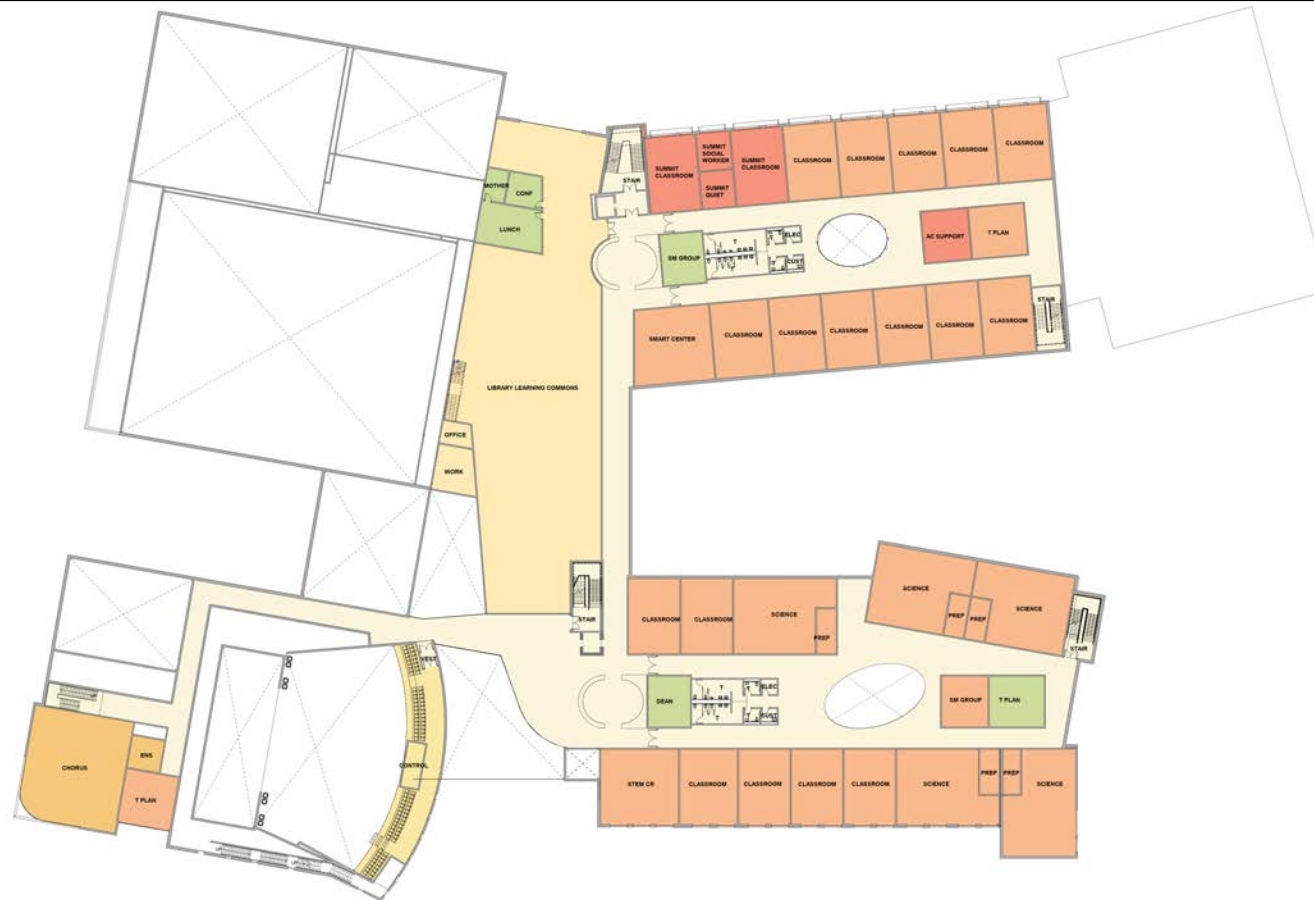 SUMMIT
CLASSROOM
SUMMIT
SOCIAL
WORKER
SUMMIT
QUIET
SUMMIT
CLASSROOM
CLASSROOM
CLASSROOM
CLASSROOM
CLASSROOM
CLASSROOM
STAIR
MOTHER
CONF
LUNCH
SM GROUP
T
ELEC
T
CUST
AC SUPPORT
T PLAN
STAIR
SMART CENTER
CLASSROOM
CLASSROOM
CLASSROOM
CLASSROOM
CLASSROOM
CLASSROOM
LIBRARY LEARNING COMMONS
OFFICE
WORK
STAIR
CLASSROOM
CLASSROOM
SCIENCE
PREP
SCIENCE
PREP
PREP
SCIENCE
STAIR
VEST
DEAN
T
ELEC
T
CUST
SM GROUP
T PLAN
CHORUS
ENS
T PLAN
CONTROL
STEM CR
CLASSROOM
CLASSROOM
CLASSROOM
CLASSROOM
SCIENCE
PREP
PREP
SCIENCE